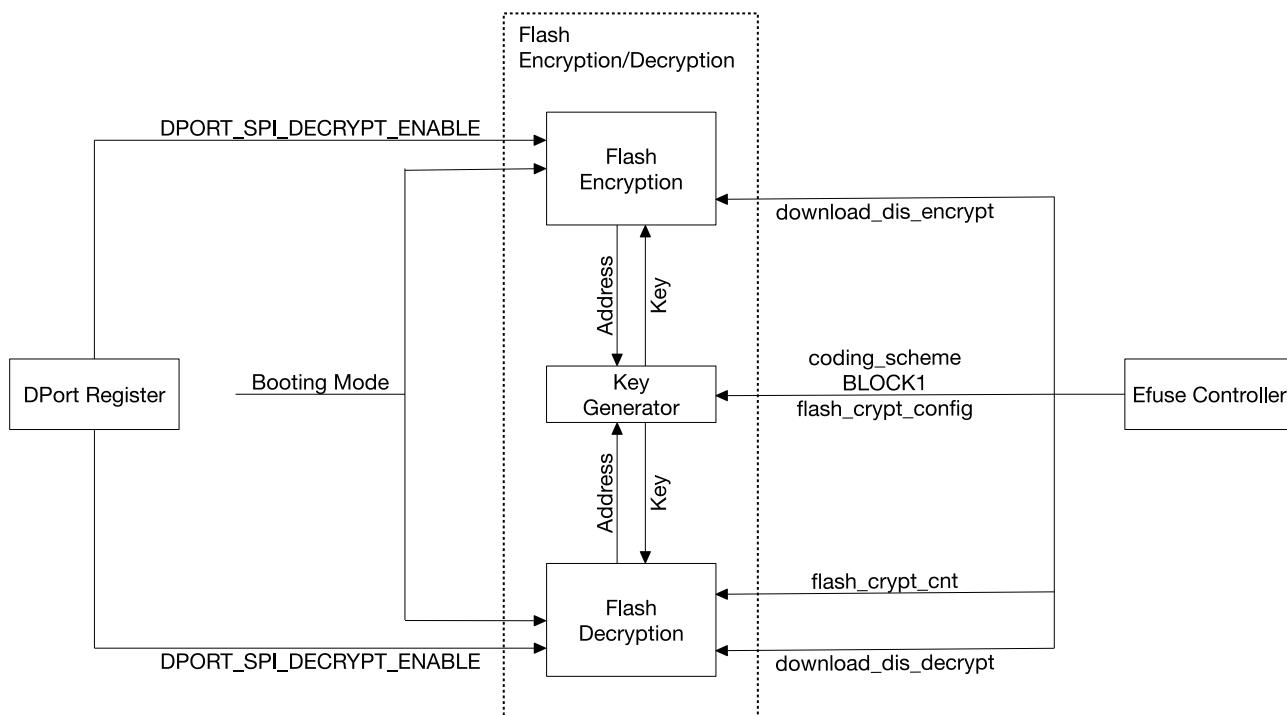 Flash
Encryption/Decryption
DPORT_SPI_DECRYPT_ENABLE
Flash
Encryption
download_dis_encrypt
Address
Key
DPort Register
Booting Mode
Key
Generator
coding_scheme
BLOCK1
flash_crypt_config
Efuse Controller
Address
Key
Flash
Decryption
flash_crypt_cnt
DPORT_SPI_DECRYPT_ENABLE
download_dis_decrypt